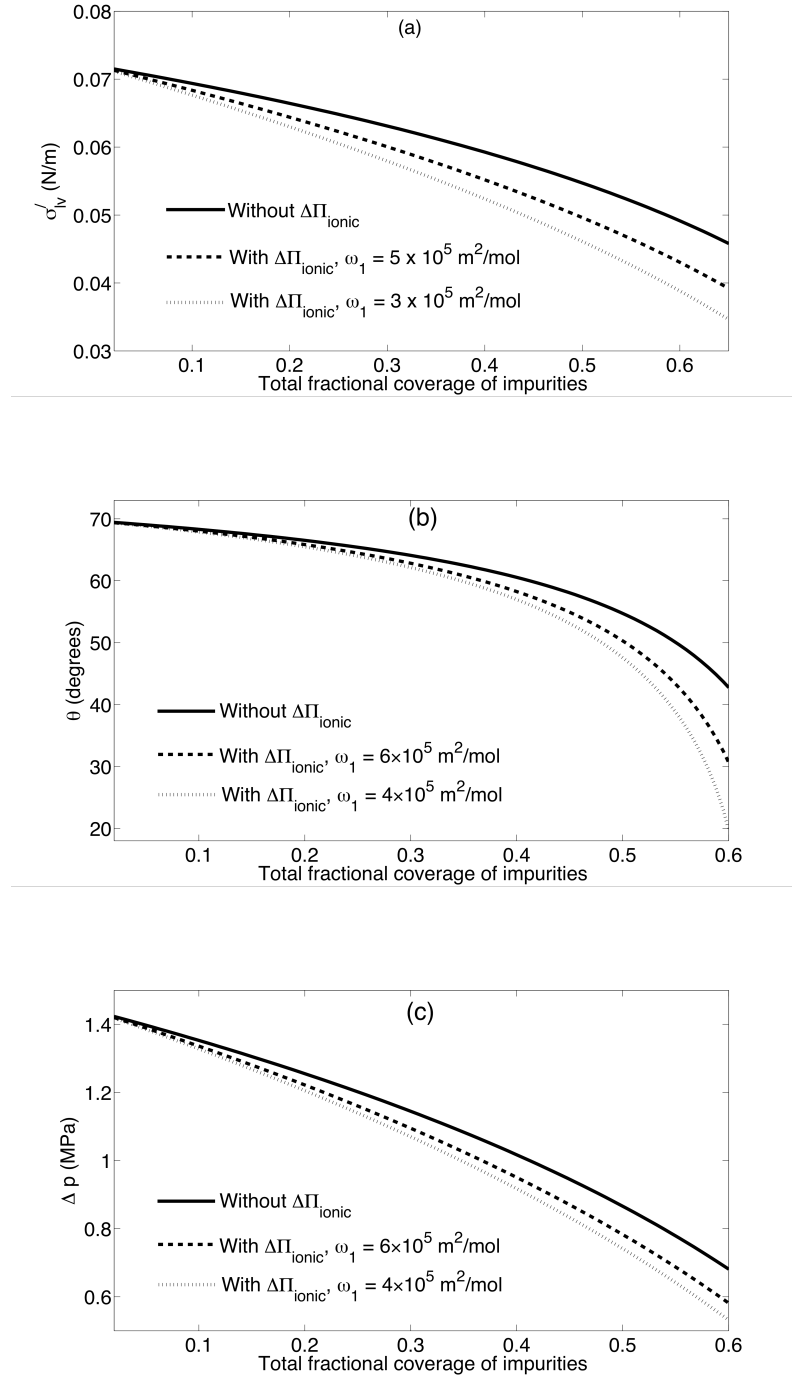 (a)
0.08
0.07
0.06
0.05
0.04
0.03
σ/lv (N/m)
Without ΔΠionic
With ΔΠionic, ω1 = 5 x 10^5 m^2/mol
With ΔΠionic, ω1 = 3 x 10^5 m^2/mol
0.1 0.2 0.3 0.4 0.5 0.6
Total fractional coverage of impurities
(b)
70
60
50
40
30
20
θ (degrees)
Without ΔΠionic
With ΔΠionic, ω1 = 6×10^5 m^2/mol
With ΔΠionic, ω1 = 4×10^5 m^2/mol
0.1 0.2 0.3 0.4 0.5 0.6
Total fractional coverage of impurities
(c)
1.4
1.2
1
0.8
0.6
Δ p (MPa)
Without ΔΠionic
With ΔΠionic, ω1 = 6×10^5 m^2/mol
With ΔΠionic, ω1 = 4×10^5 m^2/mol
0.1 0.2 0.3 0.4 0.5 0.6
Total fractional coverage of impurities